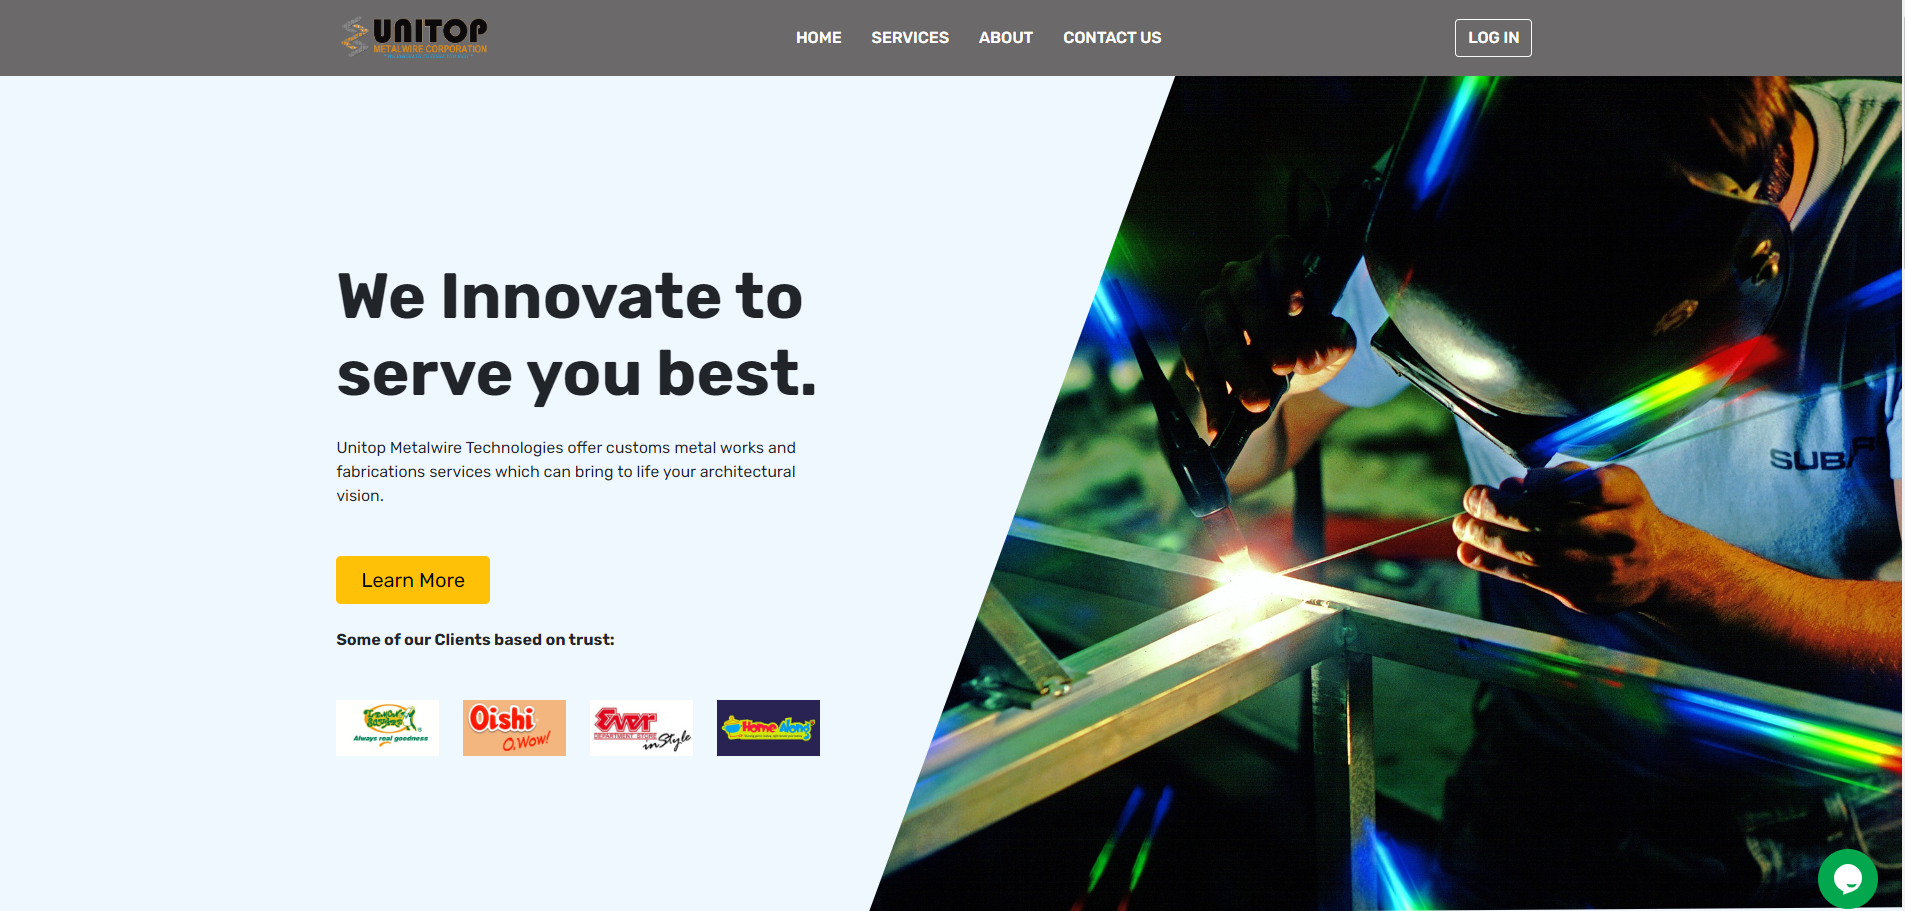 UNITOP
METALWIRE CORPORATION
HOME
SERVICES
ABOUT
CONTACT US
LOG IN
We Innovate to
serve you best.
Unitop Metalwire Technologies offer customs metal works and
fabrications services which can bring to life your architectural
vision.
Learn More
Some of our Clients based on trust:
Always real goodness
Oishi
O, Wow!
Ever
DEPARTMENT STORE
in Style
Home Along
SUBA